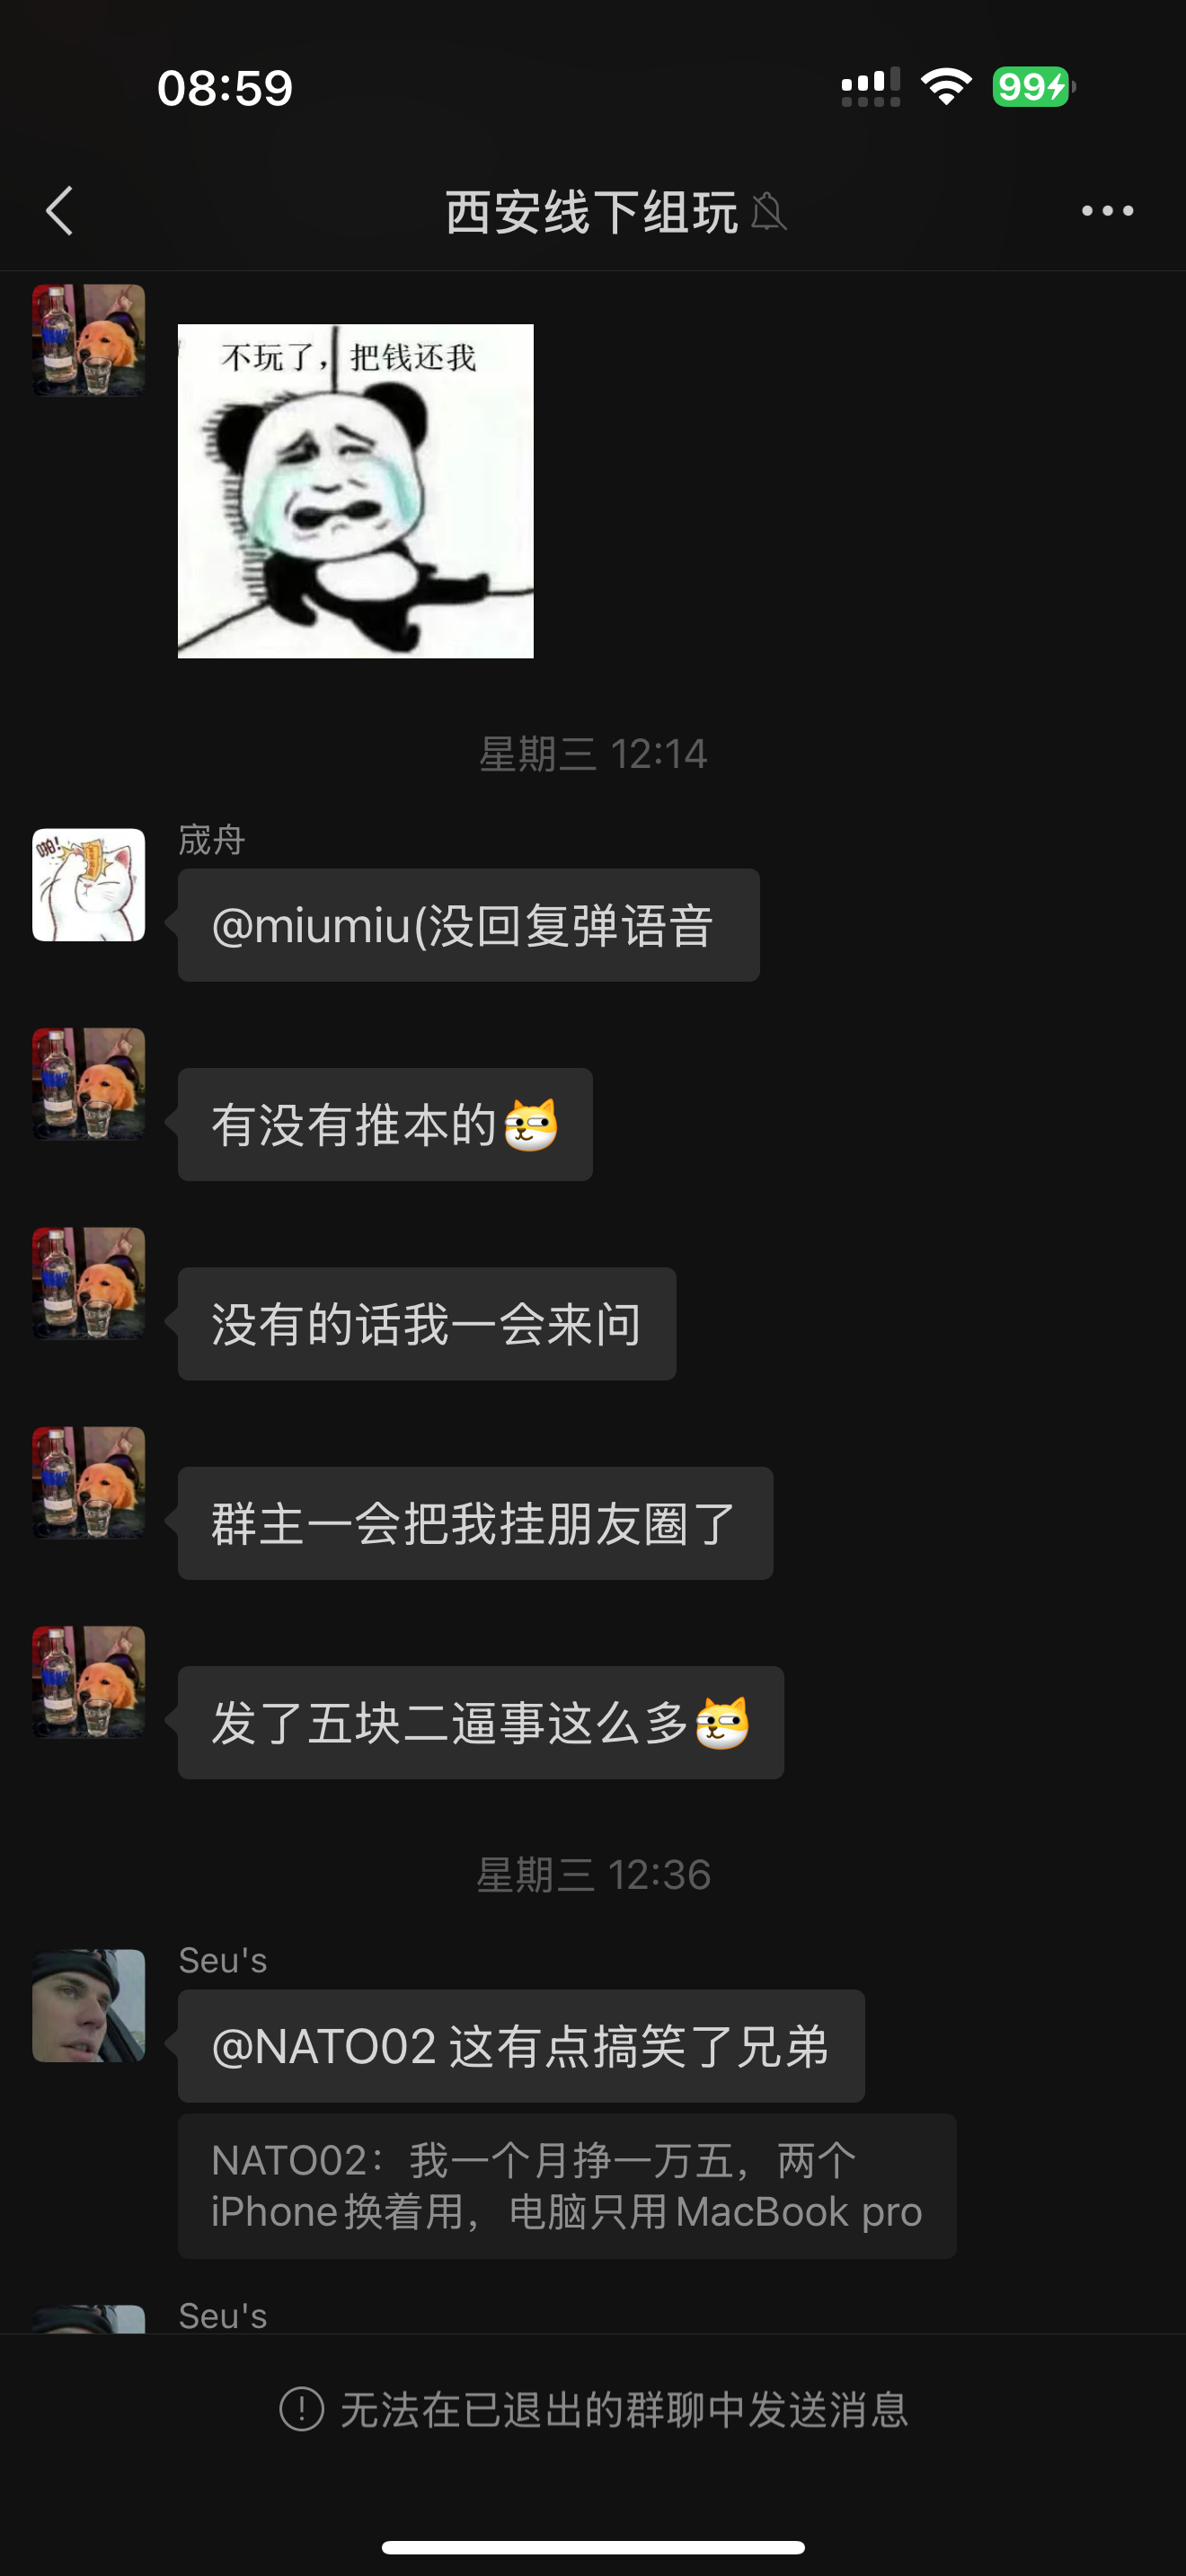 08:59
99
西安线下组玩
不玩了，把钱还我
星期三 12:14
宬舟
啪!
@miumiu(没回复弹语音
有没有推本的
没有的话我一会来问
群主一会把我挂朋友圈了
发了五块二逼事这么多
星期三 12:36
Seu's
@NATO02 这有点搞笑了兄弟
NATO02：我一个月挣一万五，两个
iPhone换着用，电脑只用MacBook pro
Seu's
无法在已退出的群聊中发送消息